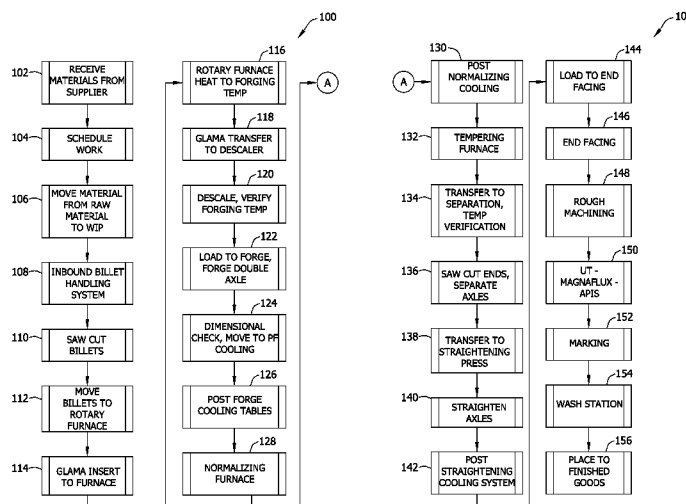 100
102
RECEIVE
MATERIALS FROM
SUPPLIER
104
SCHEDULE
WORK
106
MOVE MATERIAL
FROM RAW
MATERIAL
TO WIP
108
INBOUND BILLET
HANDLING
SYSTEM
110
SAW CUT
BILLETS
112
MOVE
BILLETS TO
ROTARY
FURNACE
114
GLAMA INSERT
TO FURNACE
116
ROTARY FURNACE
HEAT TO FORGING
TEMP
A
118
GLAMA TRANSFER
TO DESCALER
120
DESCALE, VERIFY
FORGING TEMP
122
LOAD TO FORGE,
FORGE DOUBLE
AXLE
124
DIMENSIONAL
CHECK, MOVE TO PF
COOLING
126
POST FORGE
COOLING TABLES
128
NORMALIZING
FURNACE
10
A
130
POST
NORMALIZING
COOLING
132
TEMPERING
FURNACE
134
TRANSFER TO
SEPARATION,
TEMP
VERIFICATION
136
SAW CUT ENDS,
SEPARATE
AXLES
138
TRANSFER TO
STRAIGHTENING
PRESS
140
STRAIGHTEN
AXLES
142
POST
STRAIGHTENING
COOLING SYSTEM
144
LOAD TO END
FACING
146
END FACING
148
ROUGH
MACHINING
150
UT -
MAGNAFLUX -
APIS
152
MARKING
154
WASH STATION
156
PLACE TO
FINISHED
GOODS